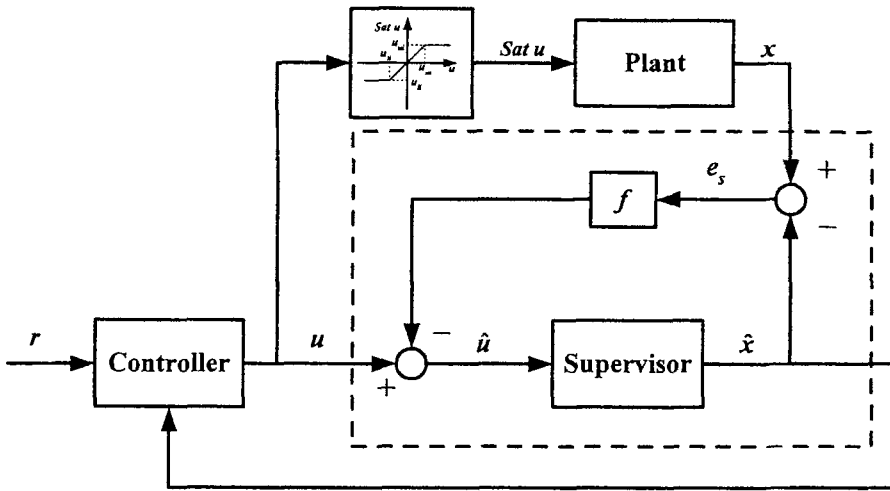 Sat u
u
Sat u
Plant
x
+
e_s
f
−
−
r
Controller
u
+
û
Supervisor
x̂